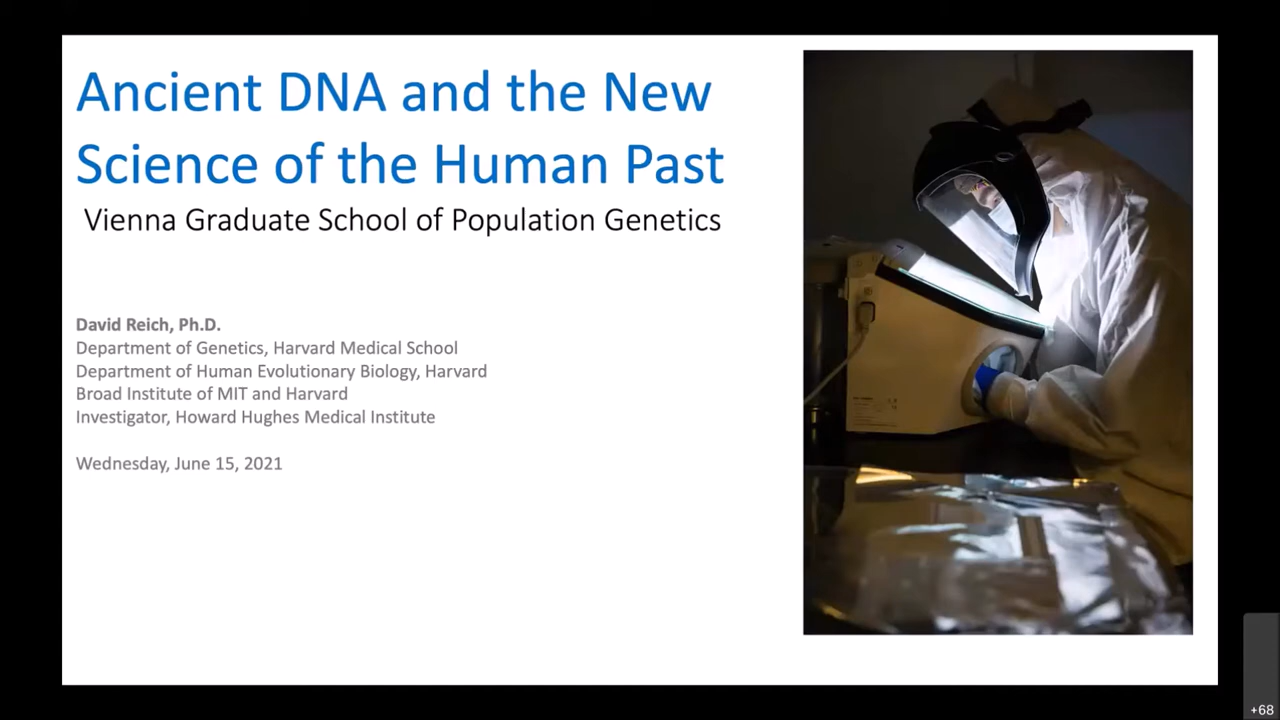 Ancient DNA and the New
Science of the Human Past
Vienna Graduate School of Population Genetics
David Reich, Ph.D.
Department of Genetics, Harvard Medical School
Department of Human Evolutionary Biology, Harvard
Broad Institute of MIT and Harvard
Investigator, Howard Hughes Medical Institute
Wednesday, June 15, 2021
+68